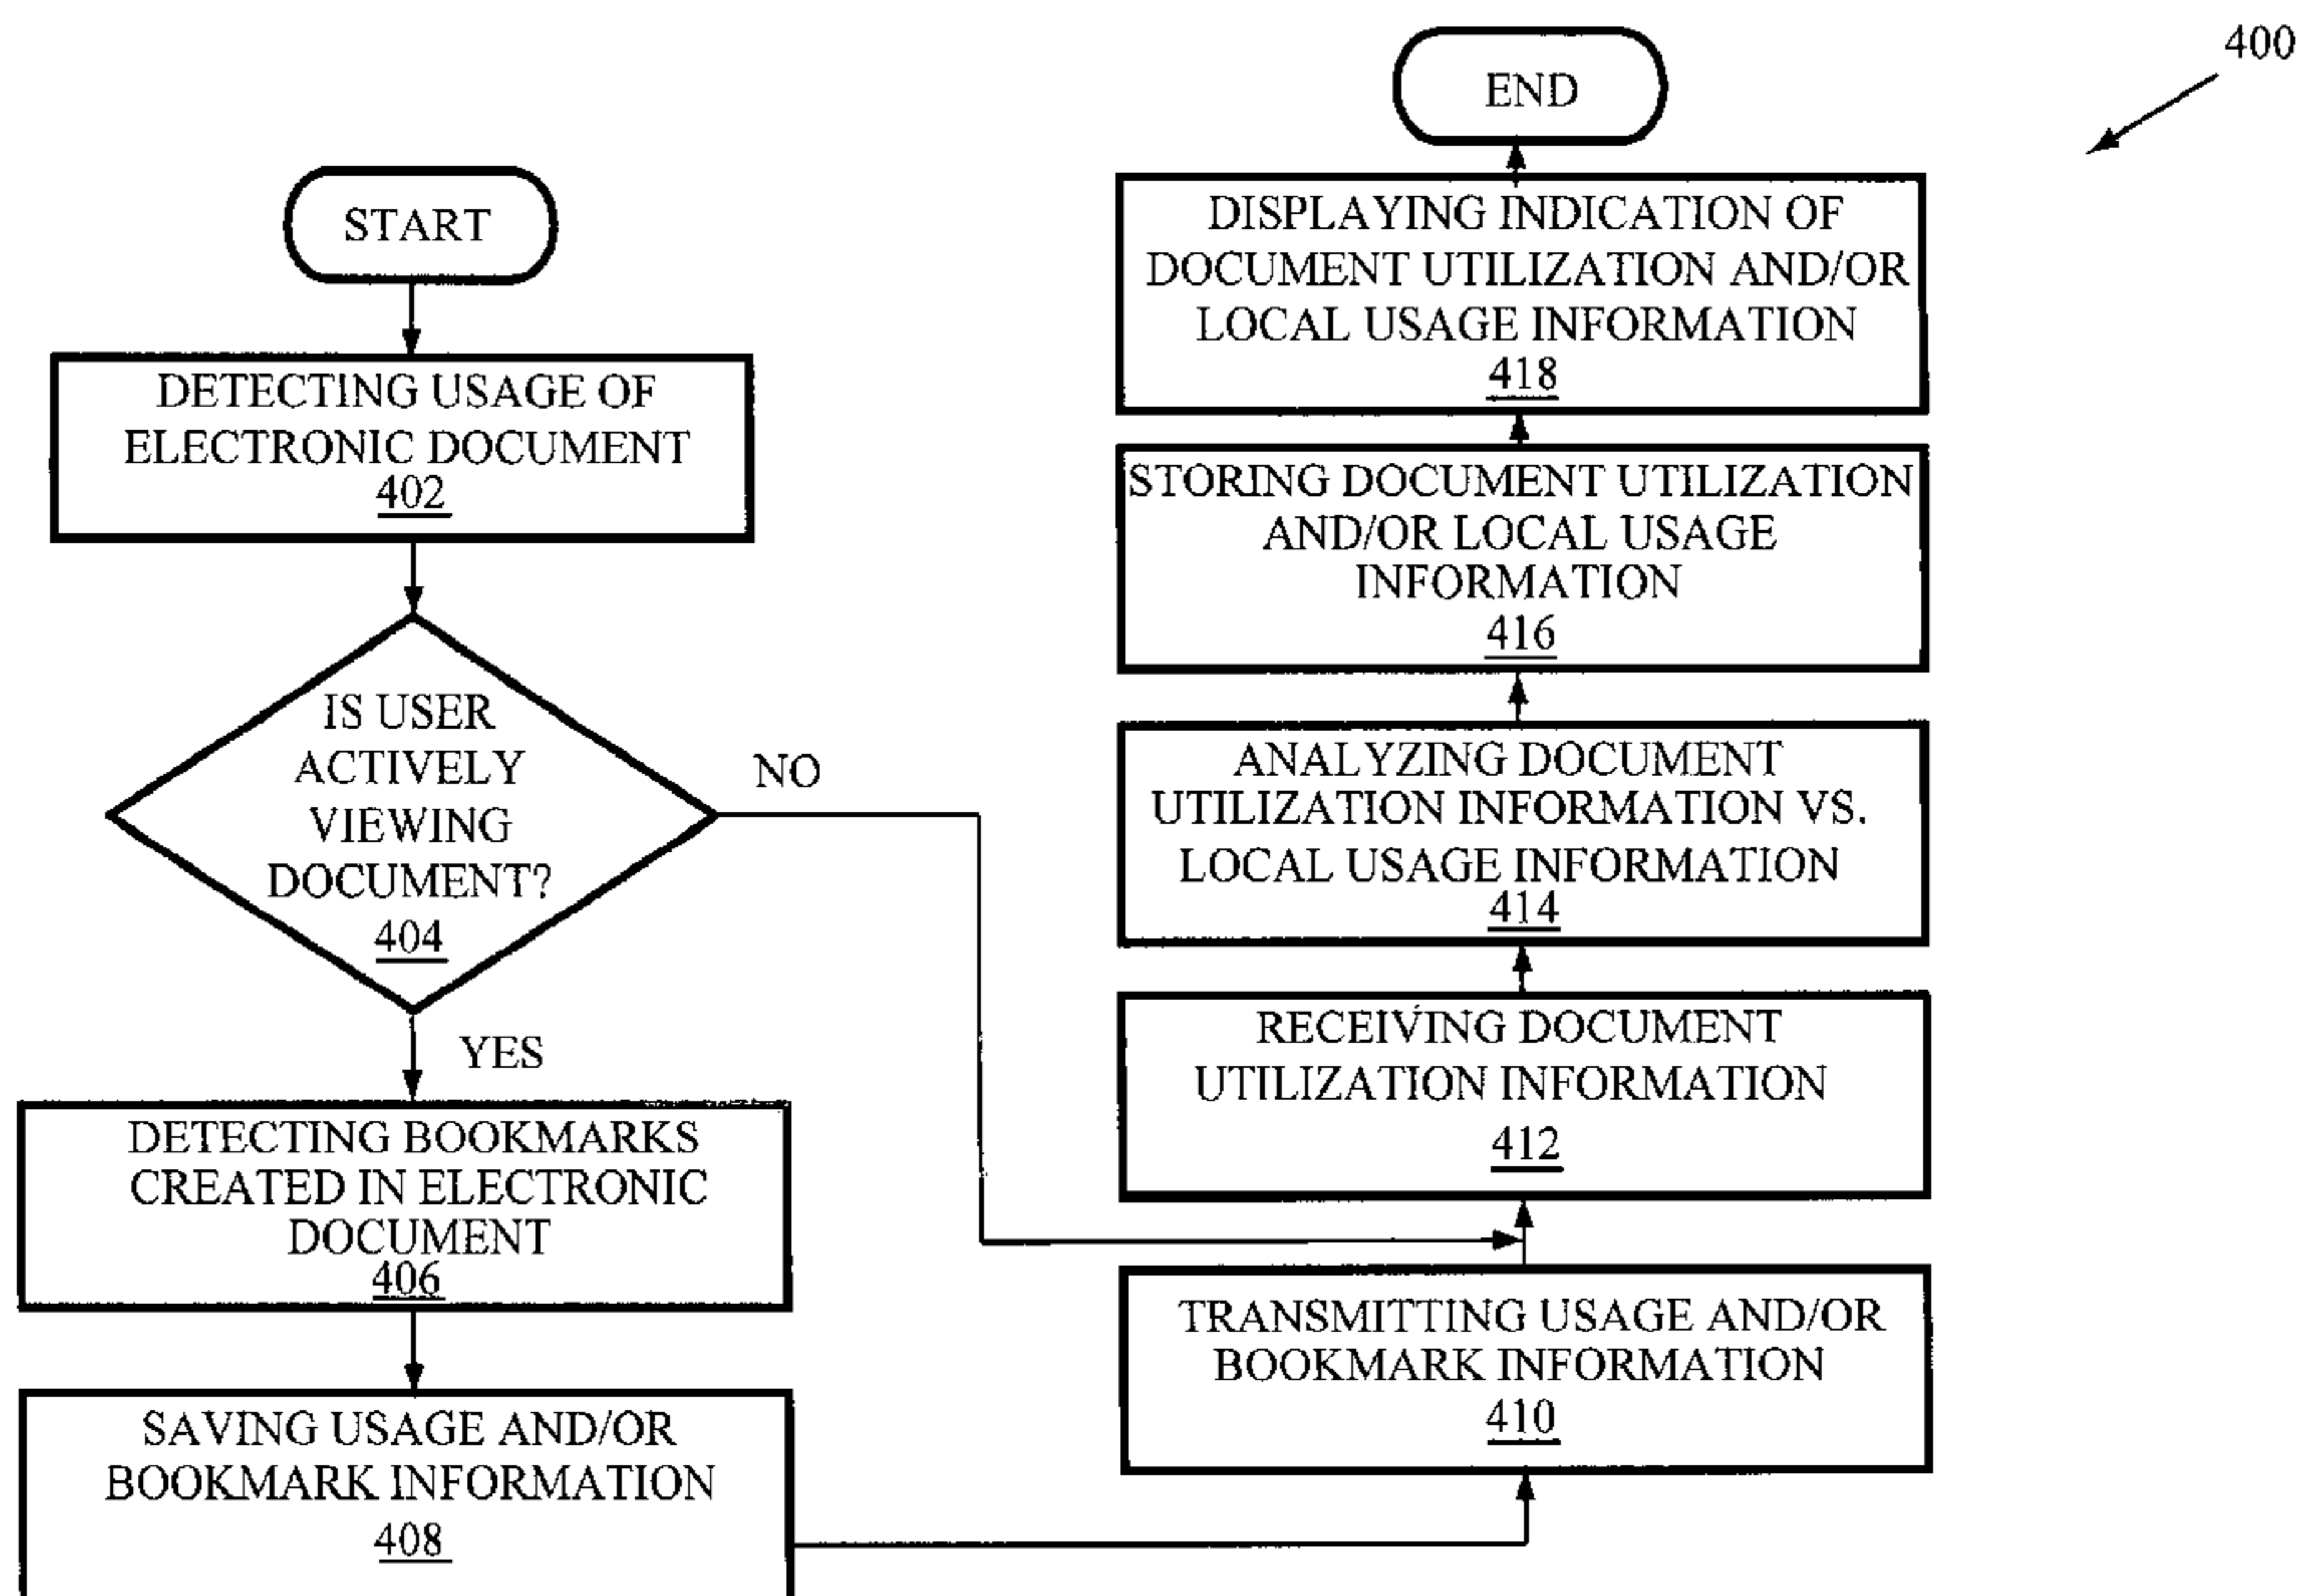 400
START
DETECTING USAGE OF
ELECTRONIC DOCUMENT
402
IS USER
ACTIVELY
VIEWING
DOCUMENT?
404
NO
YES
DETECTING BOOKMARKS
CREATED IN ELECTRONIC
DOCUMENT
406
SAVING USAGE AND/OR
BOOKMARK INFORMATION
408
TRANSMITTING USAGE AND/OR
BOOKMARK INFORMATION
410
RECEIVING DOCUMENT
UTILIZATION INFORMATION
412
ANALYZING DOCUMENT
UTILIZATION INFORMATION VS.
LOCAL USAGE INFORMATION
414
STORING DOCUMENT UTILIZATION
AND/OR LOCAL USAGE
INFORMATION
416
DISPLAYING INDICATION OF
DOCUMENT UTILIZATION AND/OR
LOCAL USAGE INFORMATION
418
END